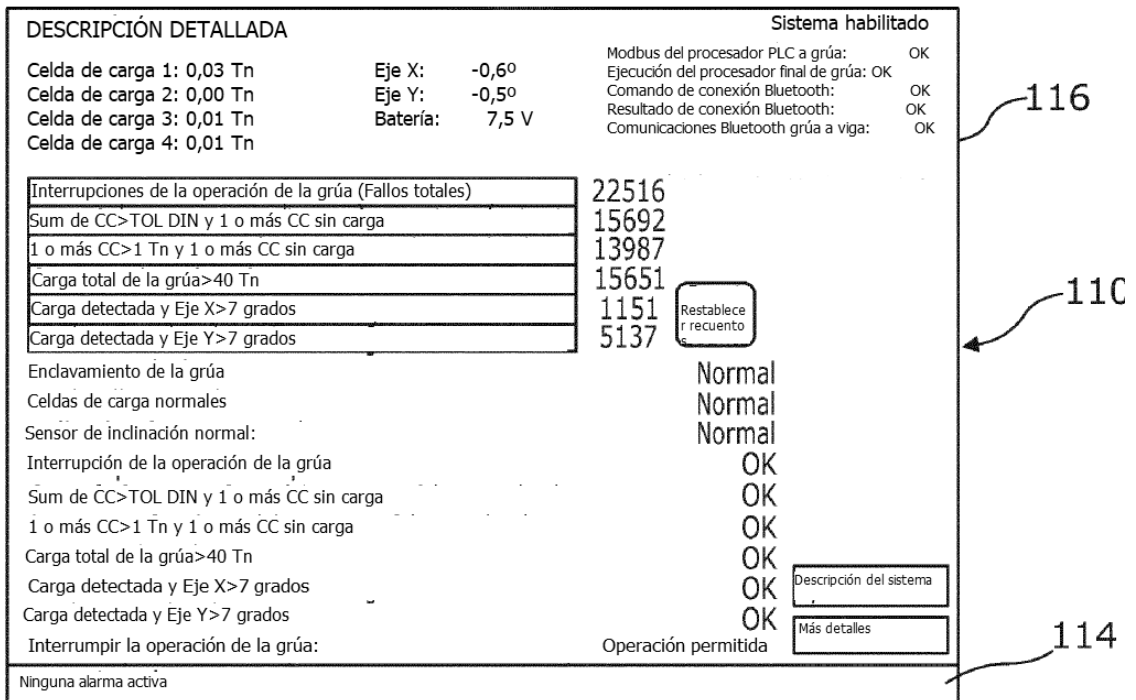 DESCRIPCIÓN DETALLADA
Sistema habilitado
Celda de carga 1: 0,03 Tn
Celda de carga 2: 0,00 Tn
Celda de carga 3: 0,01 Tn
Celda de carga 4: 0,01 Tn
Eje X: -0,6º
Eje Y: -0,5º
Batería: 7,5 V
Modbus del procesador PLC a grúa: OK
Ejecución del procesador final de grúa: OK
Comando de conexión Bluetooth: OK
Resultado de conexión Bluetooth: OK
Comunicaciones Bluetooth grúa a viga: OK
116
Interrupciones de la operación de la grúa (Fallos totales) 22516
Sum de CC>TOL DIN y 1 o más CC sin carga 15692
1 o más CC>1 Tn y 1 o más CC sin carga 13987
Carga total de la grúa>40 Tn 15651
Carga detectada y Eje X>7 grados 1151
Carga detectada y Eje Y>7 grados 5137
Restablece
r recuento
s
110
Enclavamiento de la grúa Normal
Celdas de carga normales Normal
Sensor de inclinación normal: Normal
Interrupción de la operación de la grúa OK
Sum de CC>TOL DIN y 1 o más CC sin carga OK
1 o más CC>1 Tn y 1 o más CC sin carga OK
Carga total de la grúa>40 Tn OK
Carga detectada y Eje X>7 grados OK
Carga detectada y Eje Y>7 grados OK
Interrumpir la operación de la grúa: Operación permitida
Descripción del sistema
Más detalles
114
Ninguna alarma activa